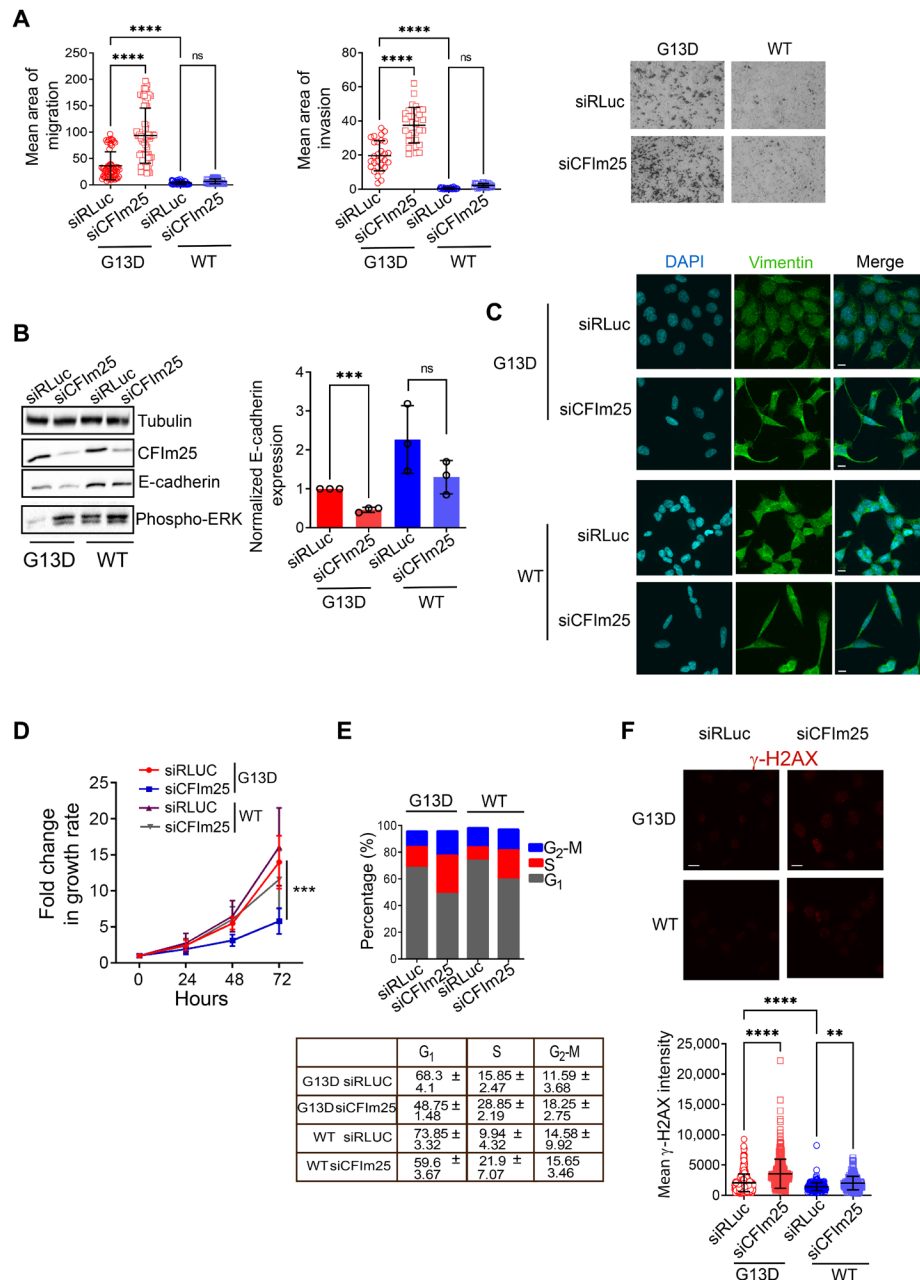 A
Mean area of
migration
250
200
150
100
50
0
****
****
ns
siRLuc
siCFIm25
siRLuc
siCFIm25
G13D
WT
Mean area of
invasion
80
60
40
20
0
****
****
ns
siRLuc
siCFIm25
siRLuc
siCFIm25
G13D
WT
G13D WT
siRLuc
siCFIm25
B
siRLuc
siCFIm25
siRLuc
siCFIm25
Tubulin
CFIm25
E-cadherin
Phospho-ERK
G13D WT
Normalized E-cadherin
expression
4
3
2
1
0
***
ns
siRLuc
siCFIm25
siRLuc
siCFIm25
G13D
WT
C
DAPI Vimentin Merge
G13D
siRLuc
siCFIm25
WT
siRLuc
siCFIm25
D
siRLUC
siCFIm25
G13D
siRLUC
siCFIm25
WT
Fold change
in growth rate
25
20
15
10
5
0
***
0 24 48 72
Hours
E
G13D WT
Percentage (%)
100
80
60
40
20
0
G2-M
S
G1
siRLuc
siCFIm25
siRLuc
siCFIm25
G1 S G2-M
G13D siRLUC 68.3 ± 4.1 15.85 ± 2.47 11.59 ± 3.68
G13D siCFIm25 48.75 ± 1.48 28.85 ± 2.19 18.25 ± 2.75
WT siRLUC 73.85 ± 3.32 9.94 ± 4.32 14.58 ± 9.92
WT siCFIm25 59.6 ± 3.67 21.9 ± 7.07 15.65 3.46
F
siRLuc siCFIm25
γ-H2AX
G13D
WT
Mean γ-H2AX intensity
25,000
20,000
15,000
10,000
5000
0
****
****
**
siRLuc
siCFIm25
siRLuc
siCFIm25
G13D
WT